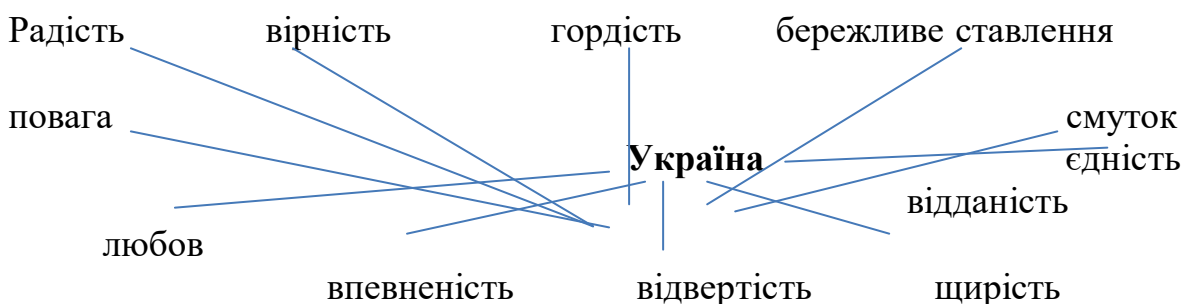 Радість вірність гордість бережливе ставлення
повага смуток
Україна єдність
відданість
любов
впевненість відвертість щирість